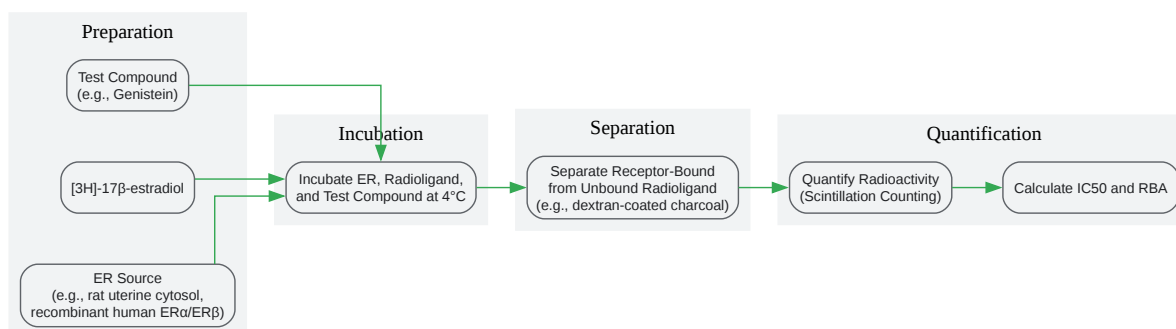 Preparation
Test Compound
(e.g., Genistein)
[3H]-17β-estradiol
ER Source
(e.g., rat uterine cytosol,
recombinant human ERα/ERβ)
Incubation
Incubate ER, Radioligand,
and Test Compound at 4°C
Separation
Separate Receptor-Bound
from Unbound Radioligand
(e.g., dextran-coated charcoal)
Quantification
Quantify Radioactivity
(Scintillation Counting)
Calculate IC50 and RBA